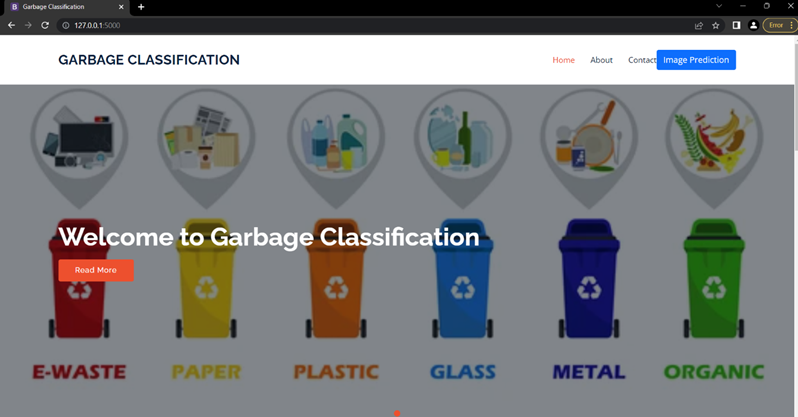 Garbage Classification
127.0.0.1:5000
Error
GARBAGE CLASSIFICATION
Home About Contact Image Prediction
Welcome to Garbage Classification
Read More
E-WASTE PAPER PLASTIC GLASS METAL ORGANIC